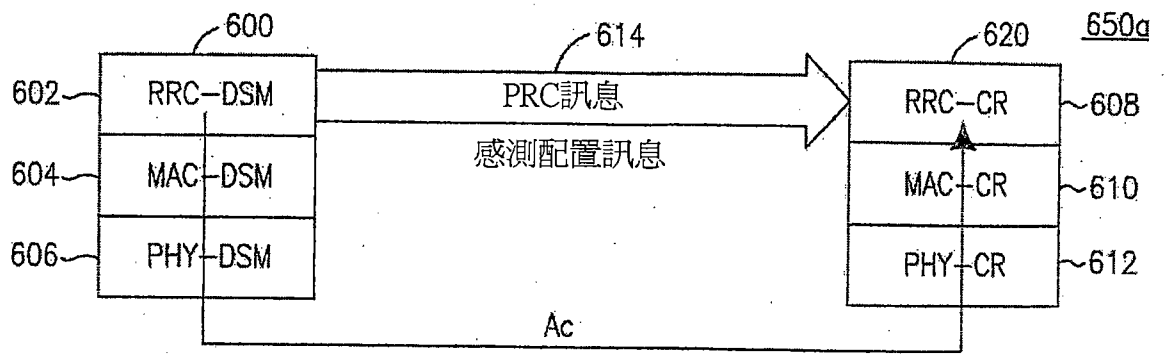 600
614
620
650a
602
RRC-DSM
PRC訊息
RRC-CR
608
感測配置訊息
604
MAC-DSM
MAC-CR
610
606
PHY-DSM
PHY-CR
612
Ac